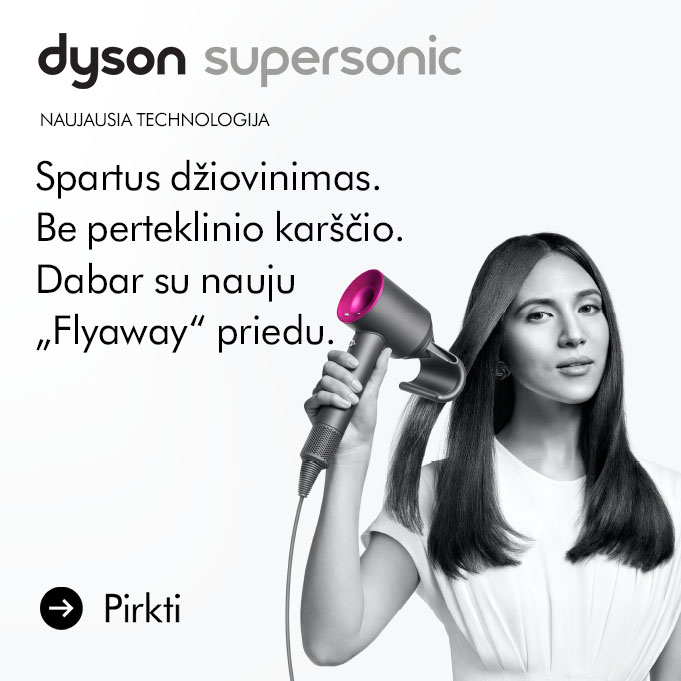 dyson supersonic
NAUJAUSIA TECHNOLOGIJA
Spartus džiovinimas.
Be perteklinio karščio.
Dabar su nauju
„Flyaway“ priedu.
Pirkti